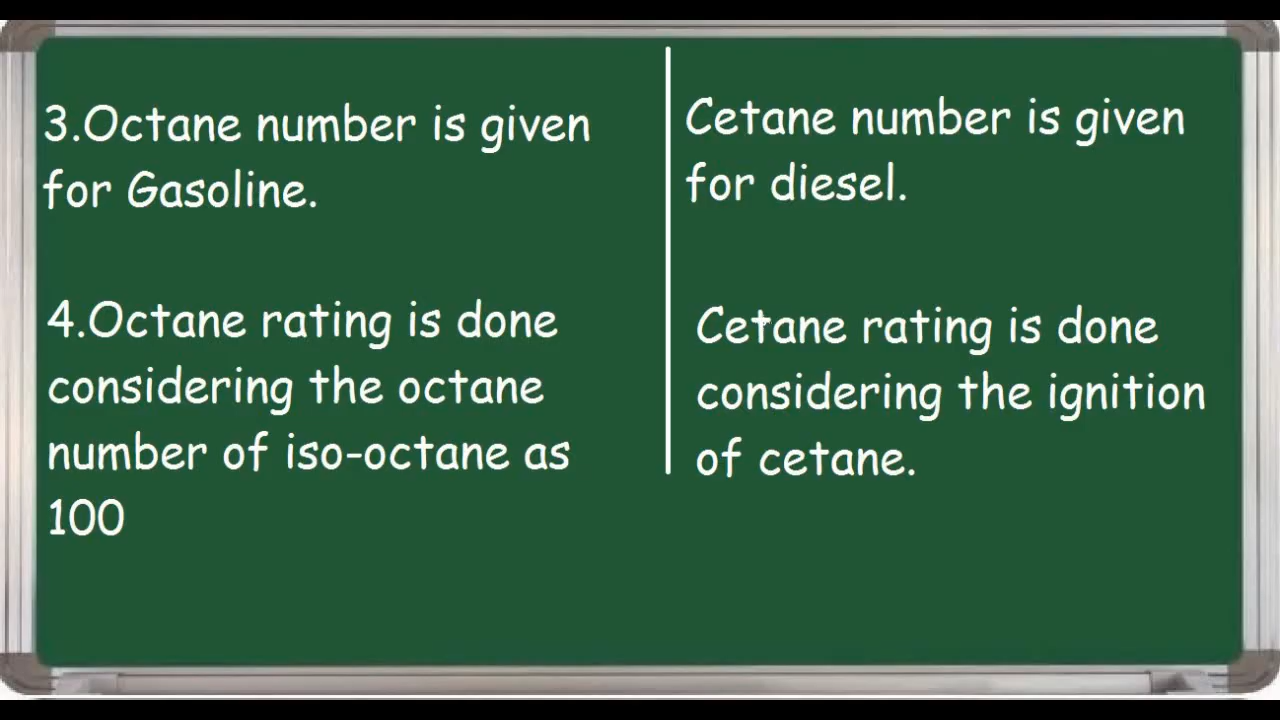 3.Octane number is given
for Gasoline.
4.Octane rating is done
considering the octane
number of iso-octane as
100
Cetane number is given
for diesel.
Cetane rating is done
considering the ignition
of cetane.